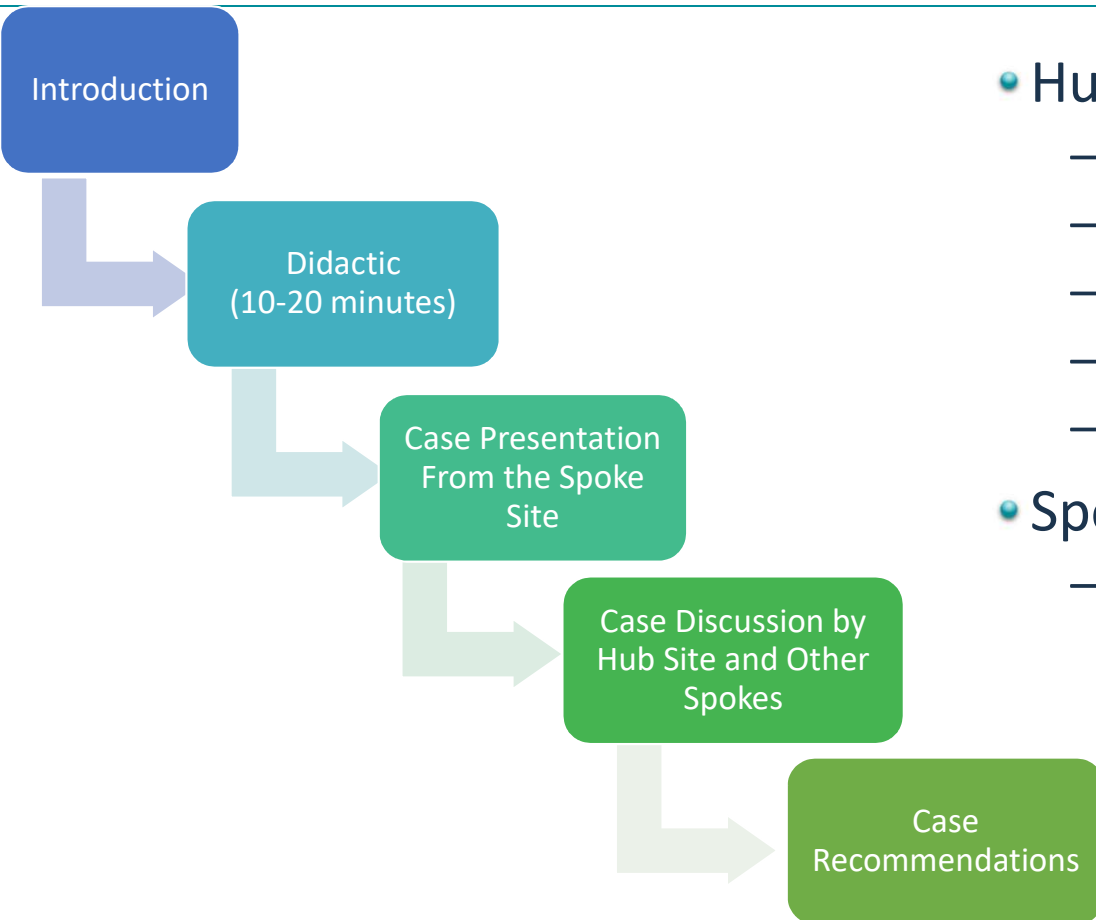 Introduction
Didactic
(10-20 minutes)
Case Presentation
From the Spoke
Site
Case Discussion by
Hub Site and Other
Spokes
Case
Recommendations